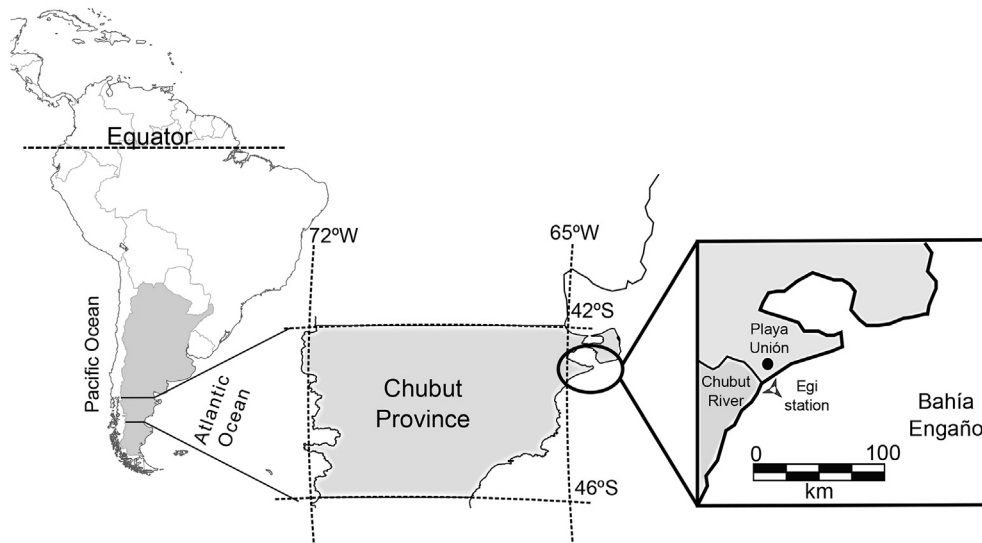 Equator
Pacific Ocean
Atlantic
Ocean
72ºW
65ºW
42ºS
Chubut
Province
46ºS
Playa
Unión
Chubut
River
Egi
station
Bahía
Engaño
0 100
km